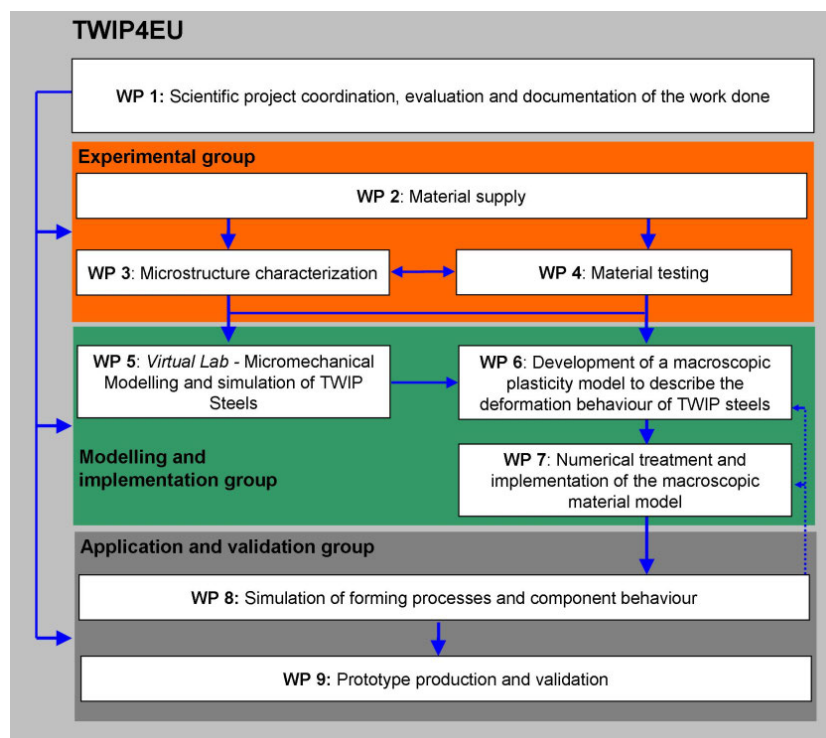 TWIP4EU
WP 1: Scientific project coordination, evaluation and documentation of the work done
Experimental group
WP 2: Material supply
WP 3: Microstructure characterization
WP 4: Material testing
WP 5: Virtual Lab - Micromechanical
Modelling and simulation of TWIP
Steels
WP 6: Development of a macroscopic
plasticity model to describe the
deformation behaviour of TWIP steels
Modelling and
implementation group
WP 7: Numerical treatment and
implementation of the macroscopic
material model
Application and validation group
WP 8: Simulation of forming processes and component behaviour
WP 9: Prototype production and validation